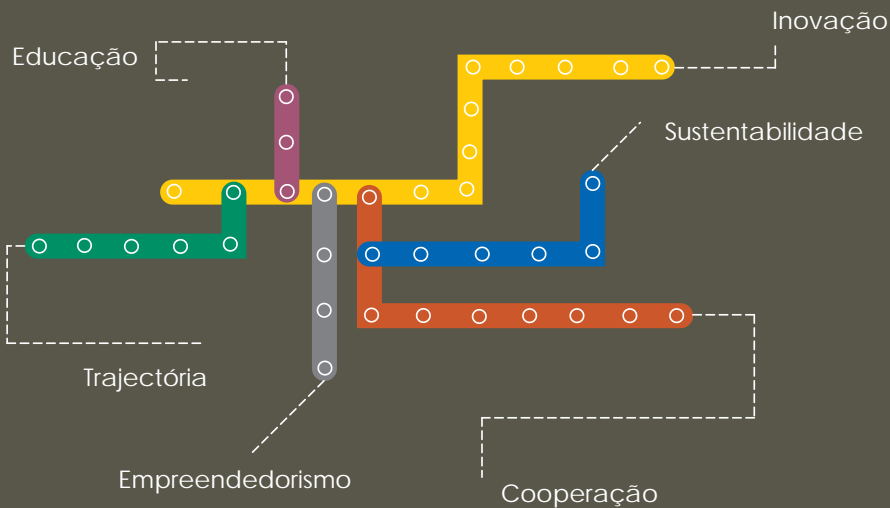 Inovação
Educação
Sustentabilidade
Trajectória
Empreendedorismo
Cooperação